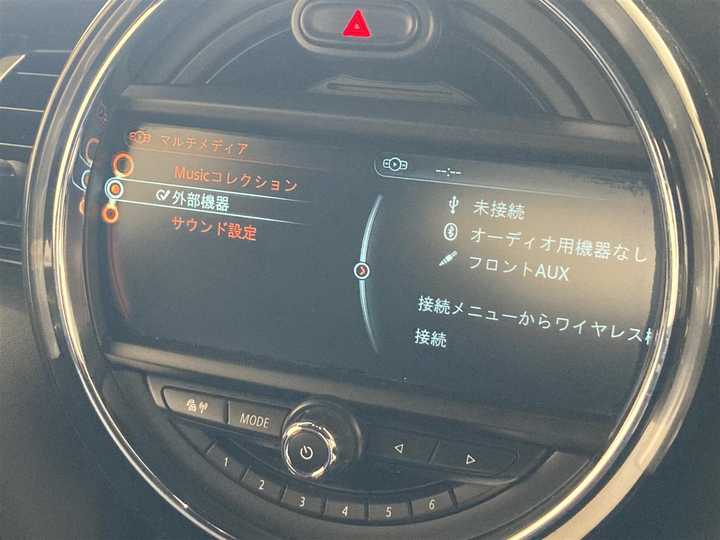 マルチメディア
Musicコレクション
外部機器
サウンド設定
--:--
未接続
オーディオ用機器なし
フロントAUX
接続メニューからワイヤレス
接続
MODE
1 2 3 4 5 6